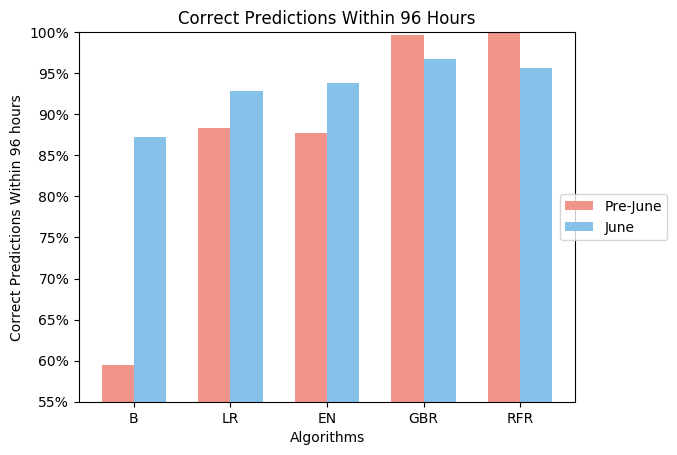 Correct Predictions Within 96 Hours
Correct Predictions Within 96 hours
100%
95%
90%
85%
80%
75%
70%
65%
60%
55%
Pre-June
June
B
LR
EN
GBR
RFR
Algorithms